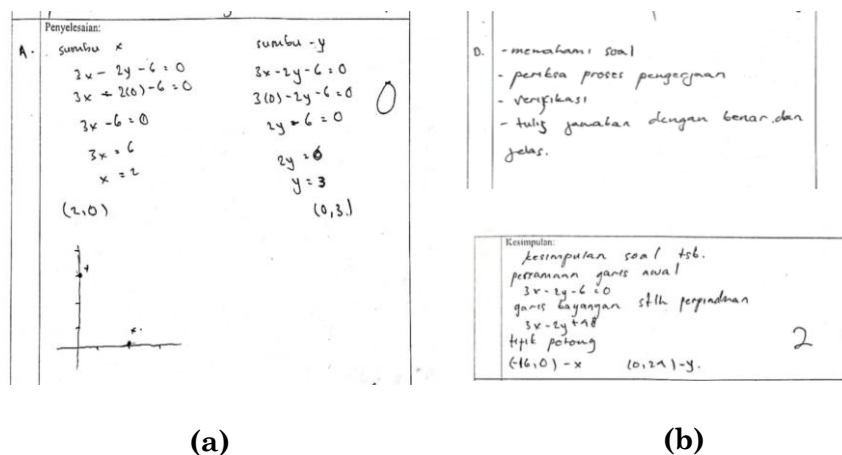 Penyelesaian:
A. sumbu x
3x - 2y - 6 = 0
3x - 2(0) - 6 = 0
3x - 6 = 0
3x = 6
x = 2
(2,0)
sumbu -y
3x - 2y - 6 = 0
3(0) - 2y - 6 = 0
2y - 6 = 0
2y = 6
y = 3
(0,3)
0
y
x
(a)
D. - memahami soal
- periksa proses pengerjaan
- verifikasi
- tulis jawaban dengan benar dan
jelas.
Kesimpulan:
kesimpulan soal tsb.
persamaan garis awal
3x - 2y - 6 = 0
garis bayangan stlh perpindahan
3x - 2y + 48
titik potong
(-16,0) - x (0,24) - y.
2
(b)